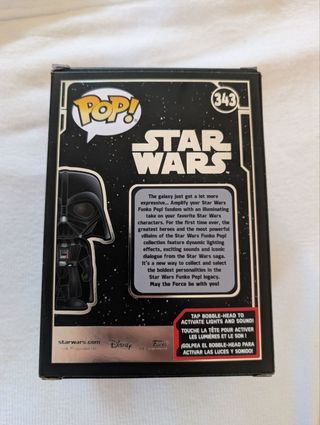 POP!
343
STAR
WARS
The galaxy just got a lot more
expressive... Amplify your Star Wars
Funko Pop! fandom with an illuminating
take on your favorite Star Wars
characters. For the first time ever, the
greatest heroes and the most powerful
villains of the Star Wars Funko Pop!
collection feature dynamic lighting
effects, exciting sounds and iconic
dialogue from the Star Wars saga.
It's a new way to collect and select
the boldest personalities in the
Star Wars Funko Pop! legacy.
May the Force be with you!
TAP BOBBLE-HEAD TO
ACTIVATE LIGHTS AND SOUND!
TOUCHE LA TÊTE POUR ACTIVER
LES LUMIÈRES ET LE SON !
¡GOLPEA EL BOBBLE-HEAD PARA
ACTIVAR LAS LUCES Y SONIDO!
starwars.com
Disney
Funko